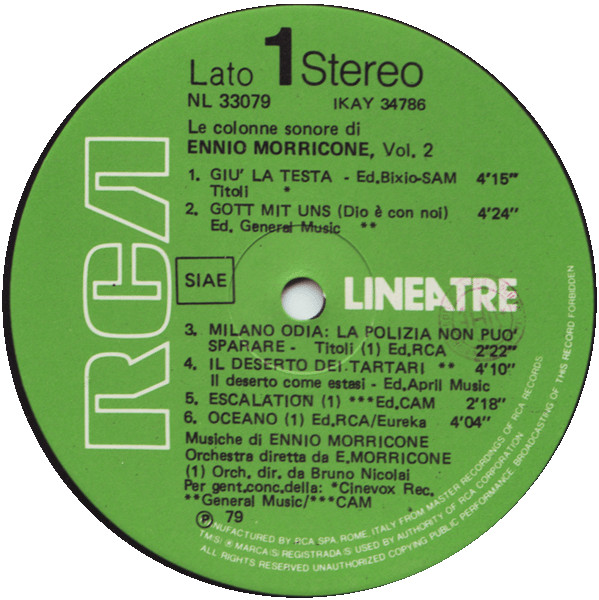 Lato 1 Stereo
NL 33079 IKAY 34786
Le colonne sonore di
ENNIO MORRICONE, Vol. 2
1. GIU' LA TESTA - Ed.Bixio-SAM 4'15"
Titoli *
2. GOTT MIT UNS (Dio è con noi) 4'24"
Ed. General Music **
RCA
SIAE
LINEATRE
3. MILANO ODIA: LA POLIZIA NON PUO'
SPARARE - Titoli (1) Ed.RCA 2'22"
4. IL DESERTO DEI TARTARI ** 4'10"
Il deserto come estasi - Ed.April Music
5. ESCALATION (1) ***Ed.CAM 2'18"
6. OCEANO (1) Ed.RCA/Eureka 4'04"
Musiche di ENNIO MORRICONE
Orchestra diretta da E.MORRICONE
(1) Orch. dir. da Bruno Nicolai
Per gent.conc.della: *Cinevox Rec.
**General Music/***CAM
Ⓟ 79
MANUFACTURED BY RCA SPA. ROME, ITALY FROM MASTER RECORDINGS OF RCA RECORDS
TM(S) ® MARCA(S) REGISTRADA(S) USED BY AUTHORITY OF RCA CORPORATION
ALL RIGHTS RESERVED UNAUTHORIZED COPYING PUBLIC PERFORMANCE BROADCASTING OF THIS RECORD FORBIDDEN